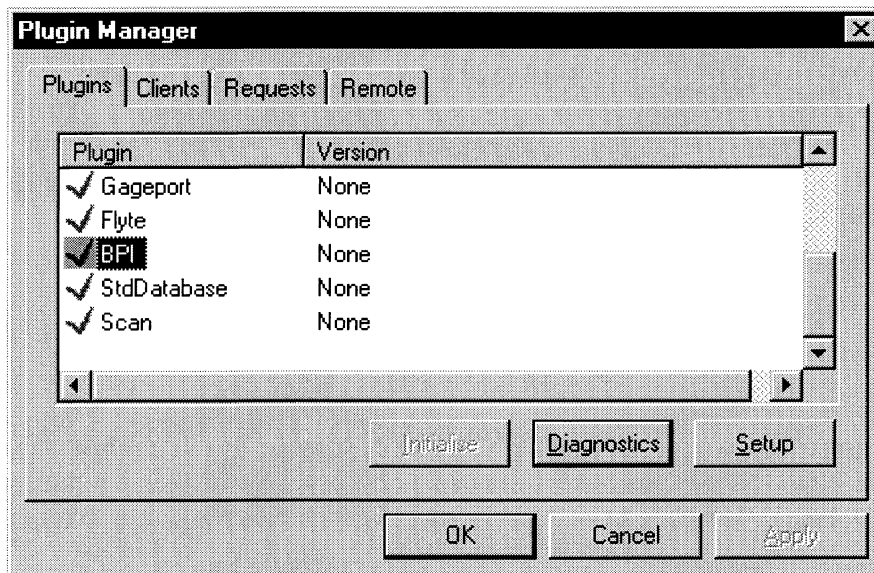 Plugin Manager
Plugins Clients Requests Remote
Plugin Version
Gageport None
Flyte None
BPI None
StdDatabase None
Scan None
Initialise Diagnostics Setup
OK Cancel Apply